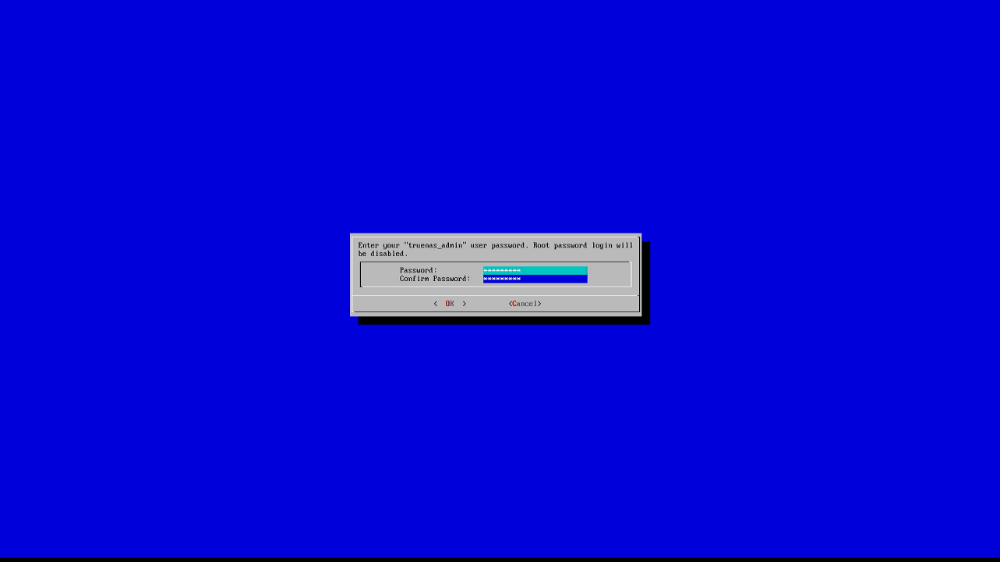 Enter your "truenas_admin" user password. Root password login will
be disabled.
Password: *********
Confirm Password: *********
< OK > <Cancel>